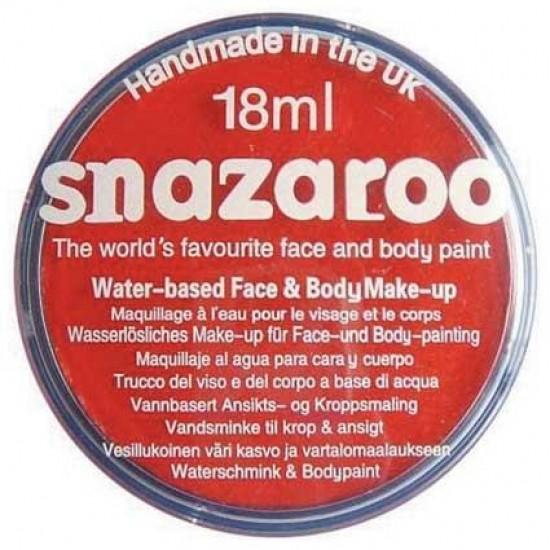 Handmade in the UK
18ml
snazaroo
The world's favourite face and body paint
Water-based Face & Body Make-up
Maquillage à l'eau pour le visage et le corps
Wasserlösliches Make-up für Face-und Body-painting
Maquillaje al agua para cara y cuerpo
Trucco del viso e del corpo a base di acqua
Vannbasert Ansikts- og Kroppsmaling
Vandsminke til krop & ansigt
Vesillukoinen väri kasvo ja vartalomaalaukseen
Waterschmink & Bodypaint